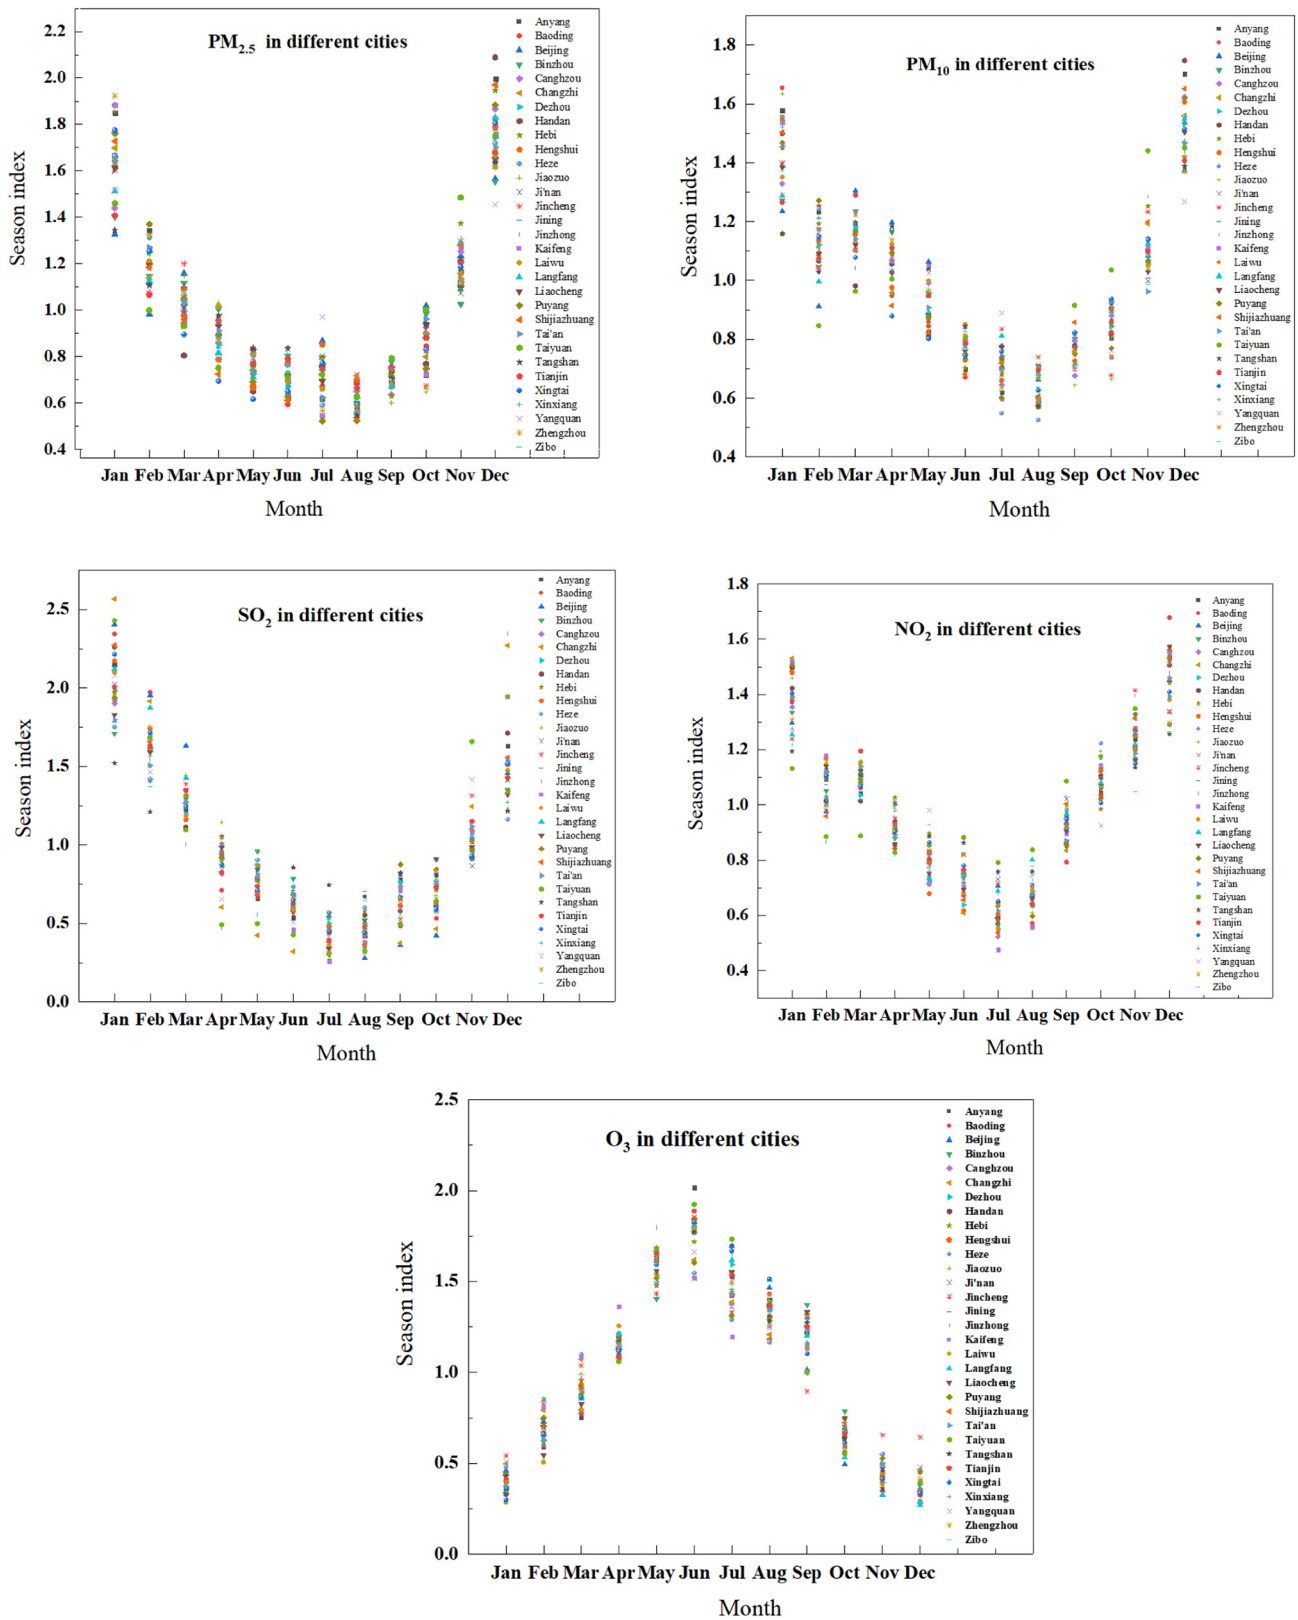 PM2.5 in different cities
Season index
2.2
2.0
1.8
1.6
1.4
1.2
1.0
0.8
0.6
0.4
Jan Feb Mar Apr May Jun Jul Aug Sep Oct Nov Dec
Month
Anyang
Baoding
Beijing
Binzhou
Canghzou
Changzhi
Dezhou
Handan
Hebi
Hengshui
Heze
Jiaozuo
Ji'nan
Jincheng
Jining
Jinzhong
Kaifeng
Laiwu
Langfang
Liaocheng
Puyang
Shijiazhuang
Tai'an
Taiyuan
Tangshan
Tianjin
Xingtai
Xinxiang
Yangquan
Zhengzhou
Zibo
PM10 in different cities
Season index
1.8
1.6
1.4
1.2
1.0
0.8
0.6
0.4
Jan Feb Mar Apr May Jun Jul Aug Sep Oct Nov Dec
Month
Anyang
Baoding
Beijing
Binzhou
Canghzou
Changzhi
Dezhou
Handan
Hebi
Hengshui
Heze
Jiaozuo
Ji'nan
Jincheng
Jining
Jinzhong
Kaifeng
Laiwu
Langfang
Liaocheng
Puyang
Shijiazhuang
Tai'an
Taiyuan
Tangshan
Tianjin
Xingtai
Xinxiang
Yangquan
Zhengzhou
Zibo
SO2 in different cities
Season index
2.5
2.0
1.5
1.0
0.5
0.0
Jan Feb Mar Apr May Jun Jul Aug Sep Oct Nov Dec
Month
Anyang
Baoding
Beijing
Binzhou
Canghzou
Changzhi
Dezhou
Handan
Hebi
Hengshui
Heze
Jiaozuo
Ji'nan
Jincheng
Jining
Jinzhong
Kaifeng
Laiwu
Langfang
Liaocheng
Puyang
Shijiazhuang
Tai'an
Taiyuan
Tangshan
Tianjin
Xingtai
Xinxiang
Yangquan
Zhengzhou
Zibo
NO2 in different cities
Season index
1.8
1.6
1.4
1.2
1.0
0.8
0.6
0.4
Jan Feb Mar Apr May Jun Jul Aug Sep Oct Nov Dec
Month
Anyang
Baoding
Beijing
Binzhou
Canghzou
Changzhi
Dezhou
Handan
Hebi
Hengshui
Heze
Jiaozuo
Ji'nan
Jincheng
Jining
Jinzhong
Kaifeng
Laiwu
Langfang
Liaocheng
Puyang
Shijiazhuang
Tai'an
Taiyuan
Tangshan
Tianjin
Xingtai
Xinxiang
Yangquan
Zhengzhou
Zibo
O3 in different cities
Season index
2.5
2.0
1.5
1.0
0.5
0.0
Jan Feb Mar Apr May Jun Jul Aug Sep Oct Nov Dec
Month
Anyang
Baoding
Beijing
Binzhou
Canghzou
Changzhi
Dezhou
Handan
Hebi
Hengshui
Heze
Jiaozuo
Ji'nan
Jincheng
Jining
Jinzhong
Kaifeng
Laiwu
Langfang
Liaocheng
Puyang
Shijiazhuang
Tai'an
Taiyuan
Tangshan
Tianjin
Xingtai
Xinxiang
Yangquan
Zhengzhou
Zibo